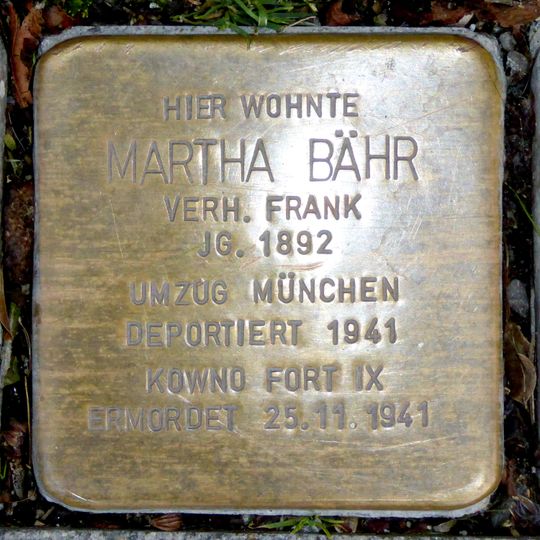 HIER WOHNTE
MARTHA BÄHR
VERH. FRANK
JG. 1892
UMZUG MÜNCHEN
DEPORTIERT 1941
KOWNO FORT IX
ERMORDET 25.11.1941